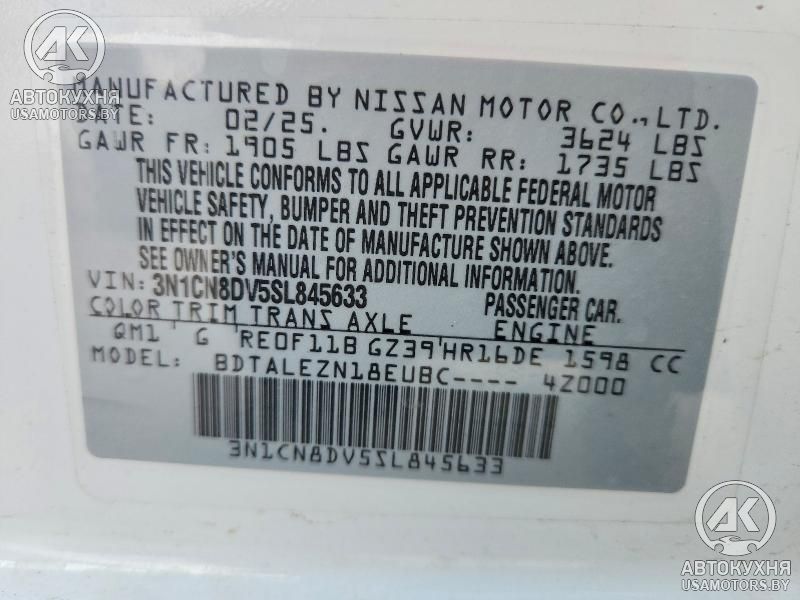 AK
АВТОКУХНЯ
USAMOTORS.BY
MANUFACTURED BY NISSAN MOTOR CO.,LTD.
DATE: 02/25. GVWR: 3624 LBS
GAWR FR: 1905 LBS GAWR RR: 1735 LBS
THIS VEHICLE CONFORMS TO ALL APPLICABLE FEDERAL MOTOR
VEHICLE SAFETY, BUMPER AND THEFT PREVENTION STANDARDS
IN EFFECT ON THE DATE OF MANUFACTURE SHOWN ABOVE.
SEE OWNER'S MANUAL FOR ADDITIONAL INFORMATION.
VIN: 3N1CN8DV5SL845633 PASSENGER CAR.
COLOR TRIM TRANS AXLE ENGINE
QM1 G RE0F11B GZ39 HR16DE 1598 CC
MODEL: BDTALEZN18EUBC---- 4Z000
3N1CN8DV5SL845633
AK
АВТОКУХНЯ
USAMOTORS.BY